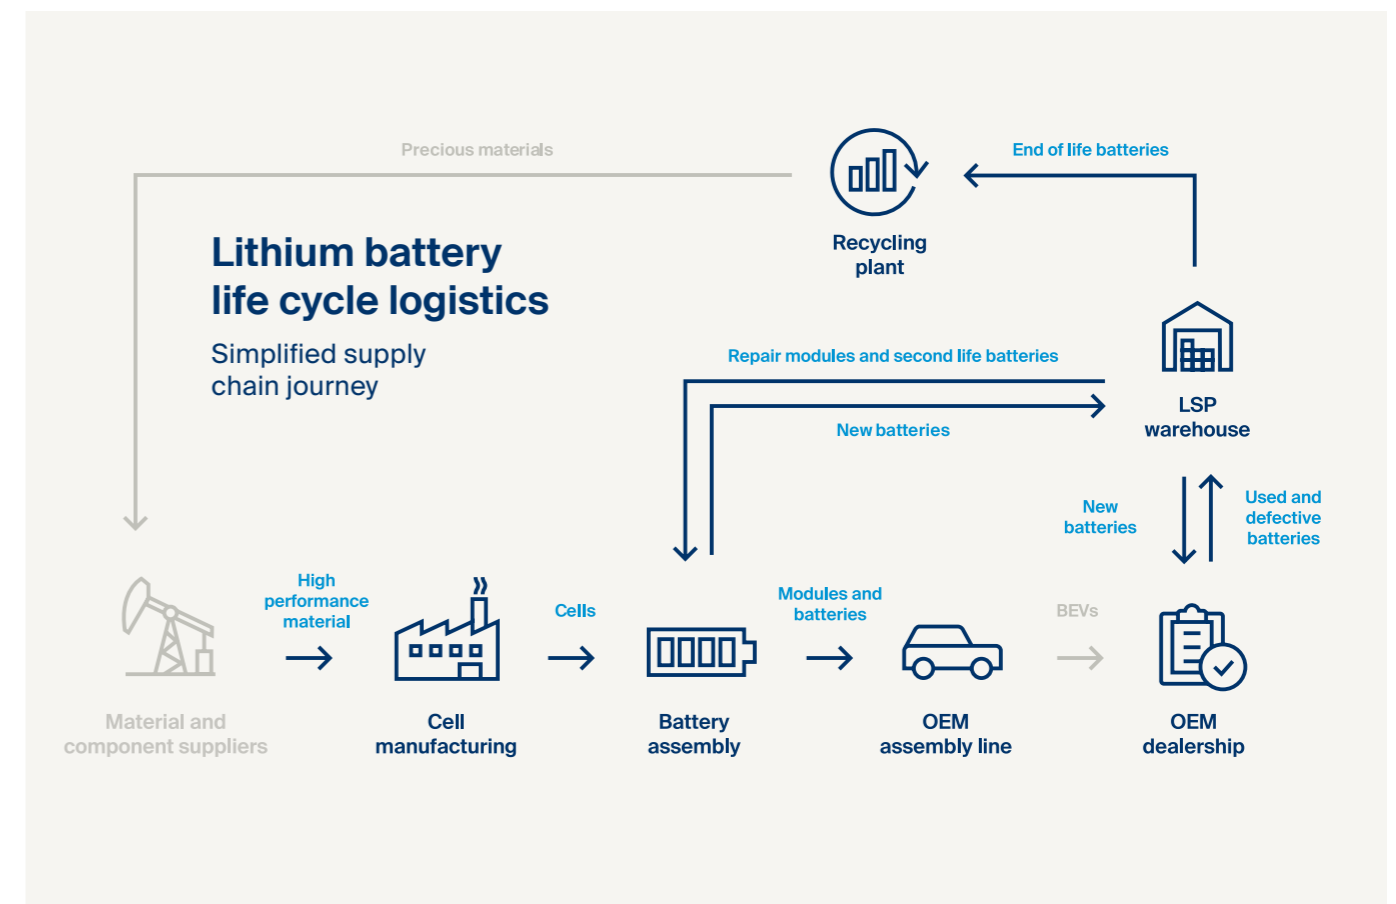 Precious materials
End of life batteries
Recycling
plant
Lithium battery
life cycle logistics
Simplified supply
chain journey
Repair modules and second life batteries
New batteries
LSP
warehouse
New
batteries
Used and
defective
batteries
High
performance
material
Cells
Modules and
batteries
BEVs
Material and
component suppliers
Cell
manufacturing
Battery
assembly
OEM
assembly line
OEM
dealership